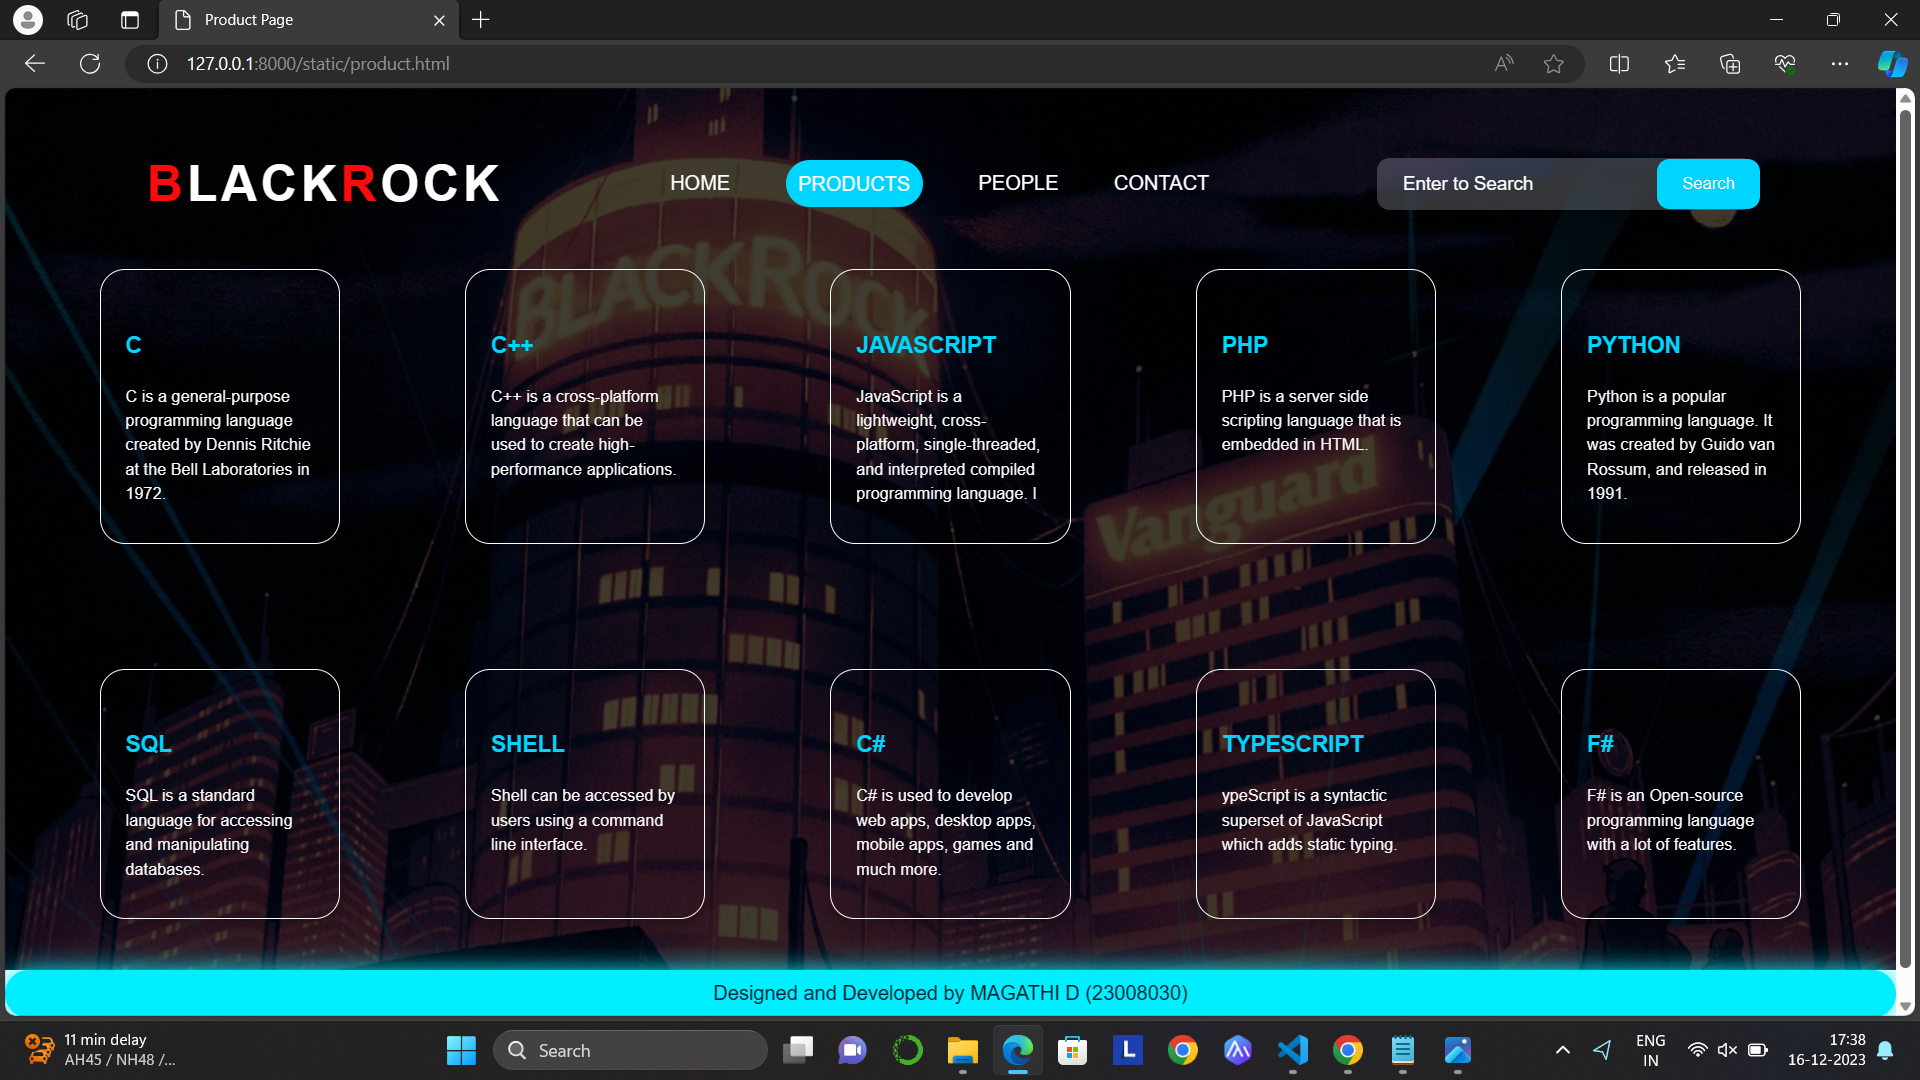 Product Page
127.0.0.1:8000/static/product.html
BLACKROCK
HOME
PRODUCTS
PEOPLE
CONTACT
Enter to Search
Search
BLACKROCK
Vanguard
C
C is a general-purpose
programming language
created by Dennis Ritchie
at the Bell Laboratories in
1972.
C++
C++ is a cross-platform
language that can be
used to create high-
performance applications.
JAVASCRIPT
JavaScript is a
lightweight, cross-
platform, single-threaded,
and interpreted compiled
programming language. I
PHP
PHP is a server side
scripting language that is
embedded in HTML.
PYTHON
Python is a popular
programming language. It
was created by Guido van
Rossum, and released in
1991.
SQL
SQL is a standard
language for accessing
and manipulating
databases.
SHELL
Shell can be accessed by
users using a command
line interface.
C#
C# is used to develop
web apps, desktop apps,
mobile apps, games and
much more.
TYPESCRIPT
ypeScript is a syntactic
superset of JavaScript
which adds static typing.
F#
F# is an Open-source
programming language
with a lot of features.
Designed and Developed by MAGATHI D (23008030)
11 min delay
AH45 / NH48 /...
Search
L
ENG
IN
17:38
16-12-2023